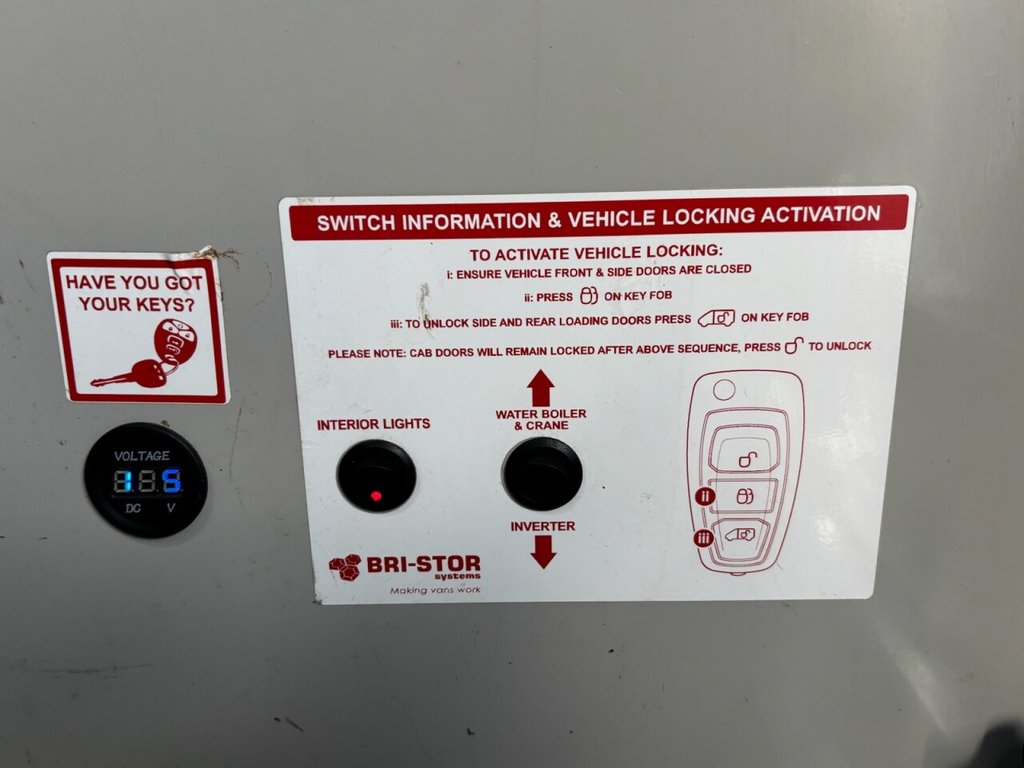 SWITCH INFORMATION & VEHICLE LOCKING ACTIVATION
TO ACTIVATE VEHICLE LOCKING:
i: ENSURE VEHICLE FRONT & SIDE DOORS ARE CLOSED
ii: PRESS ON KEY FOB
iii: TO UNLOCK SIDE AND REAR LOADING DOORS PRESS ON KEY FOB
PLEASE NOTE: CAB DOORS WILL REMAIN LOCKED AFTER ABOVE SEQUENCE, PRESS TO UNLOCK
HAVE YOU GOT
YOUR KEYS?
VOLTAGE
DC V
INTERIOR LIGHTS
WATER BOILER
& CRANE
INVERTER
ii
iii
BRI-STOR
systems
Making vans work